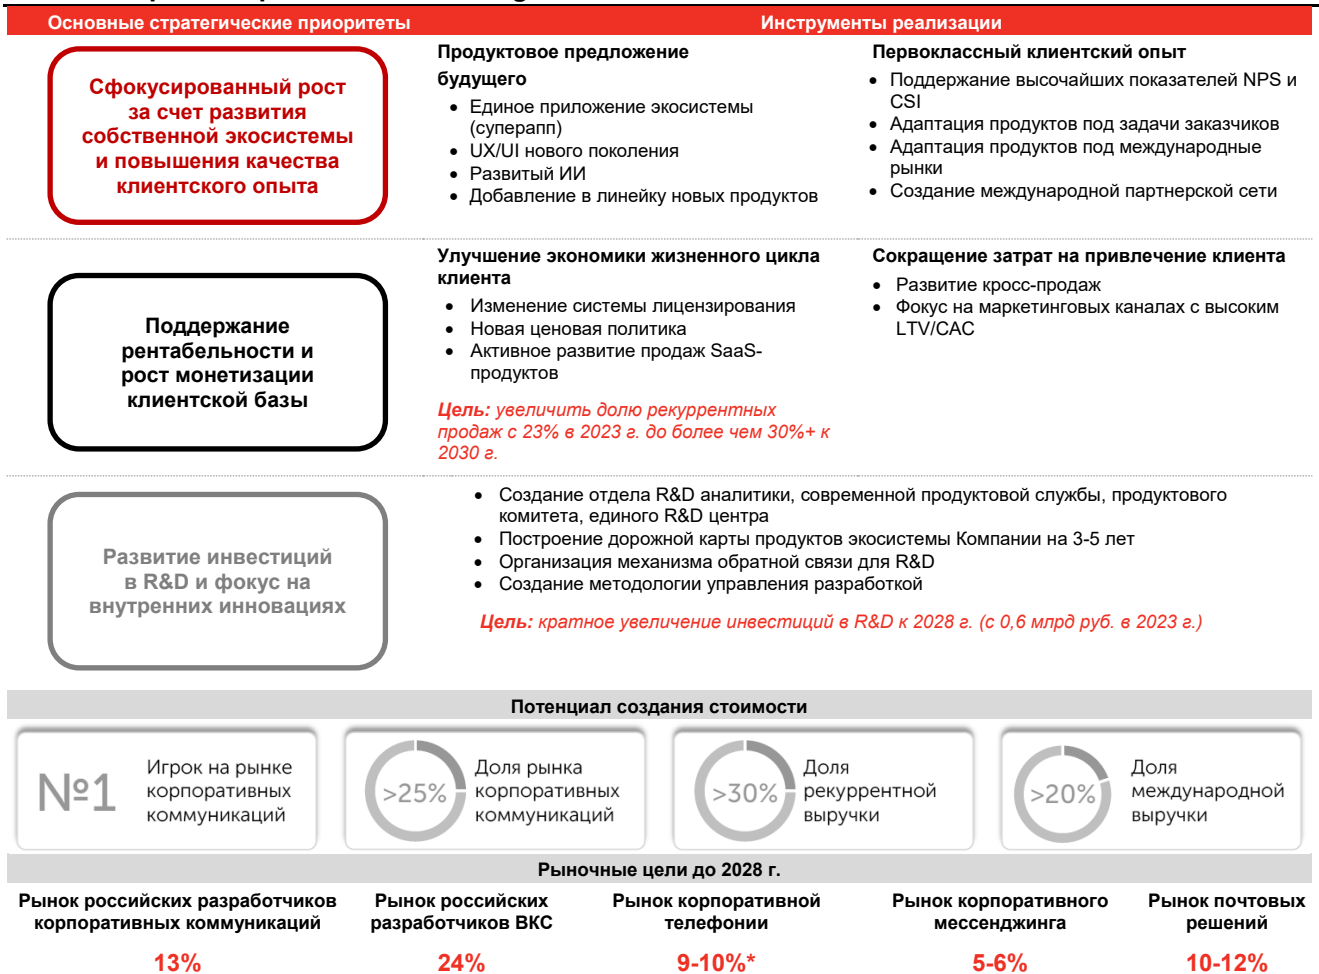 Основные стратегические приоритеты
Инструменты реализации
Сфокусированный рост
за счет развития
собственной экосистемы
и повышения качества
клиентского опыта
Продуктовое предложение
будущего
• Единое приложение экосистемы
(суперапп)
• UX/UI нового поколения
• Развитый ИИ
• Добавление в линейку новых продуктов
Первоклассный клиентский опыт
• Поддержание высочайших показателей NPS и
CSI
• Адаптация продуктов под задачи заказчиков
• Адаптация продуктов под международные
рынки
• Создание международной партнерской сети
Поддержание
рентабельности и
рост монетизации
клиентской базы
Улучшение экономики жизненного цикла
клиента
• Изменение системы лицензирования
• Новая ценовая политика
• Активное развитие продаж SaaS-
продуктов
Цель: увеличить долю рекуррентных
продаж с 23% в 2023 г. до более чем 30%+ к
2030 г.
Сокращение затрат на привлечение клиента
• Развитие кросс-продаж
• Фокус на маркетинговых каналах с высоким
LTV/CAC
Развитие инвестиций
в R&D и фокус на
внутренних инновациях
• Создание отдела R&D аналитики, современной продуктовой службы, продуктового
комитета, единого R&D центра
• Построение дорожной карты продуктов экосистемы Компании на 3-5 лет
• Организация механизма обратной связи для R&D
• Создание методологии управления разработкой
Цель: кратное увеличение инвестиций в R&D к 2028 г. (с 0,6 млрд руб. в 2023 г.)
Потенциал создания стоимости
№1
Игрок на рынке
корпоративных
коммуникаций
>25%
Доля рынка
корпоративных
коммуникаций
>30%
Доля
рекуррентной
выручки
>20%
Доля
международной
выручки
Рыночные цели до 2028 г.
Рынок российских разработчиков
корпоративных коммуникаций
13%
Рынок российских
разработчиков ВКС
24%
Рынок корпоративной
телефонии
9-10%*
Рынок корпоративного
мессенджинга
5-6%
Рынок почтовых
решений
10-12%